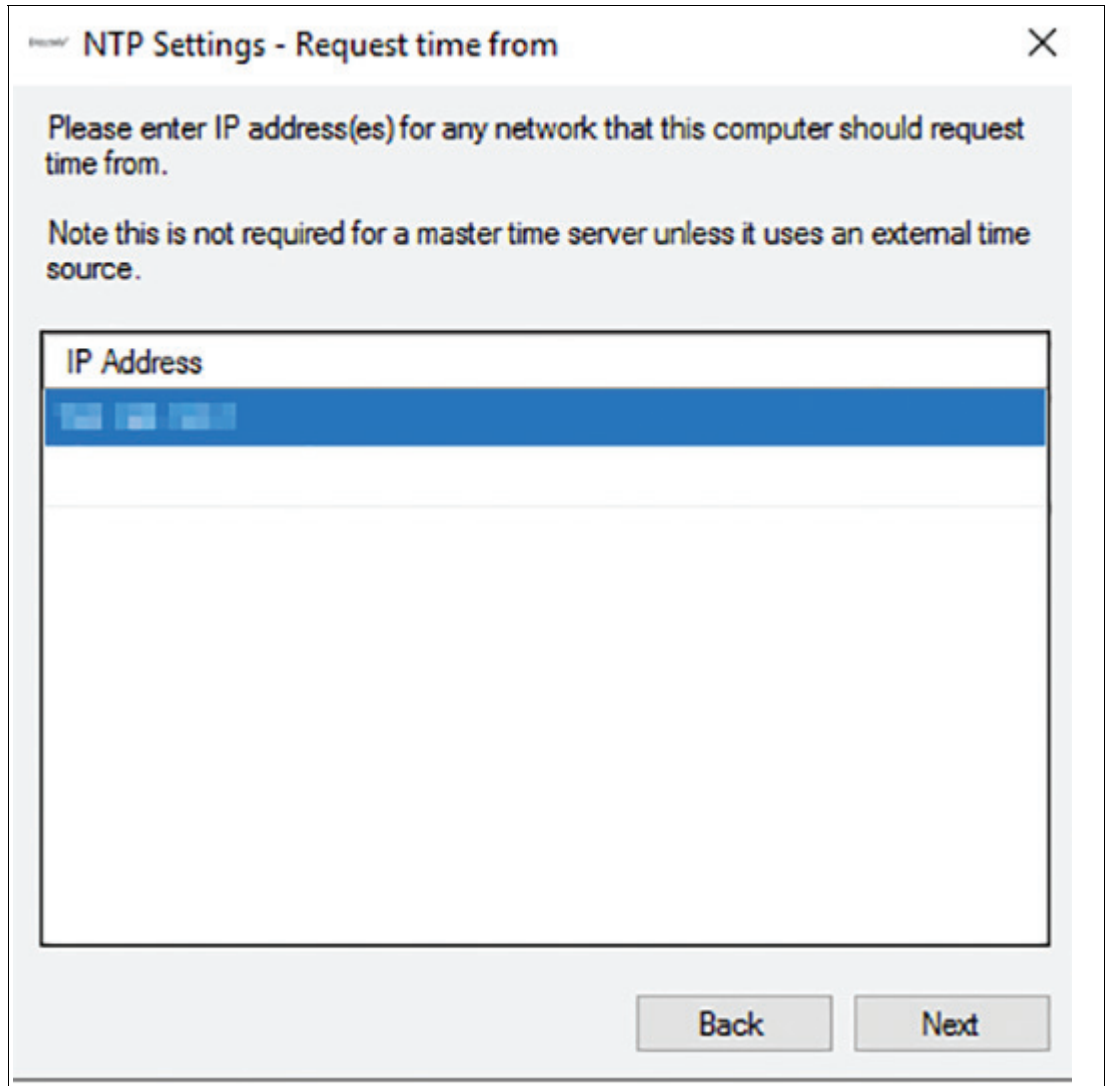 NTP Settings - Request time from
Please enter IP address(es) for any network that this computer should request
time from.
Note this is not required for a master time server unless it uses an external time
source.
IP Address
Back
Next